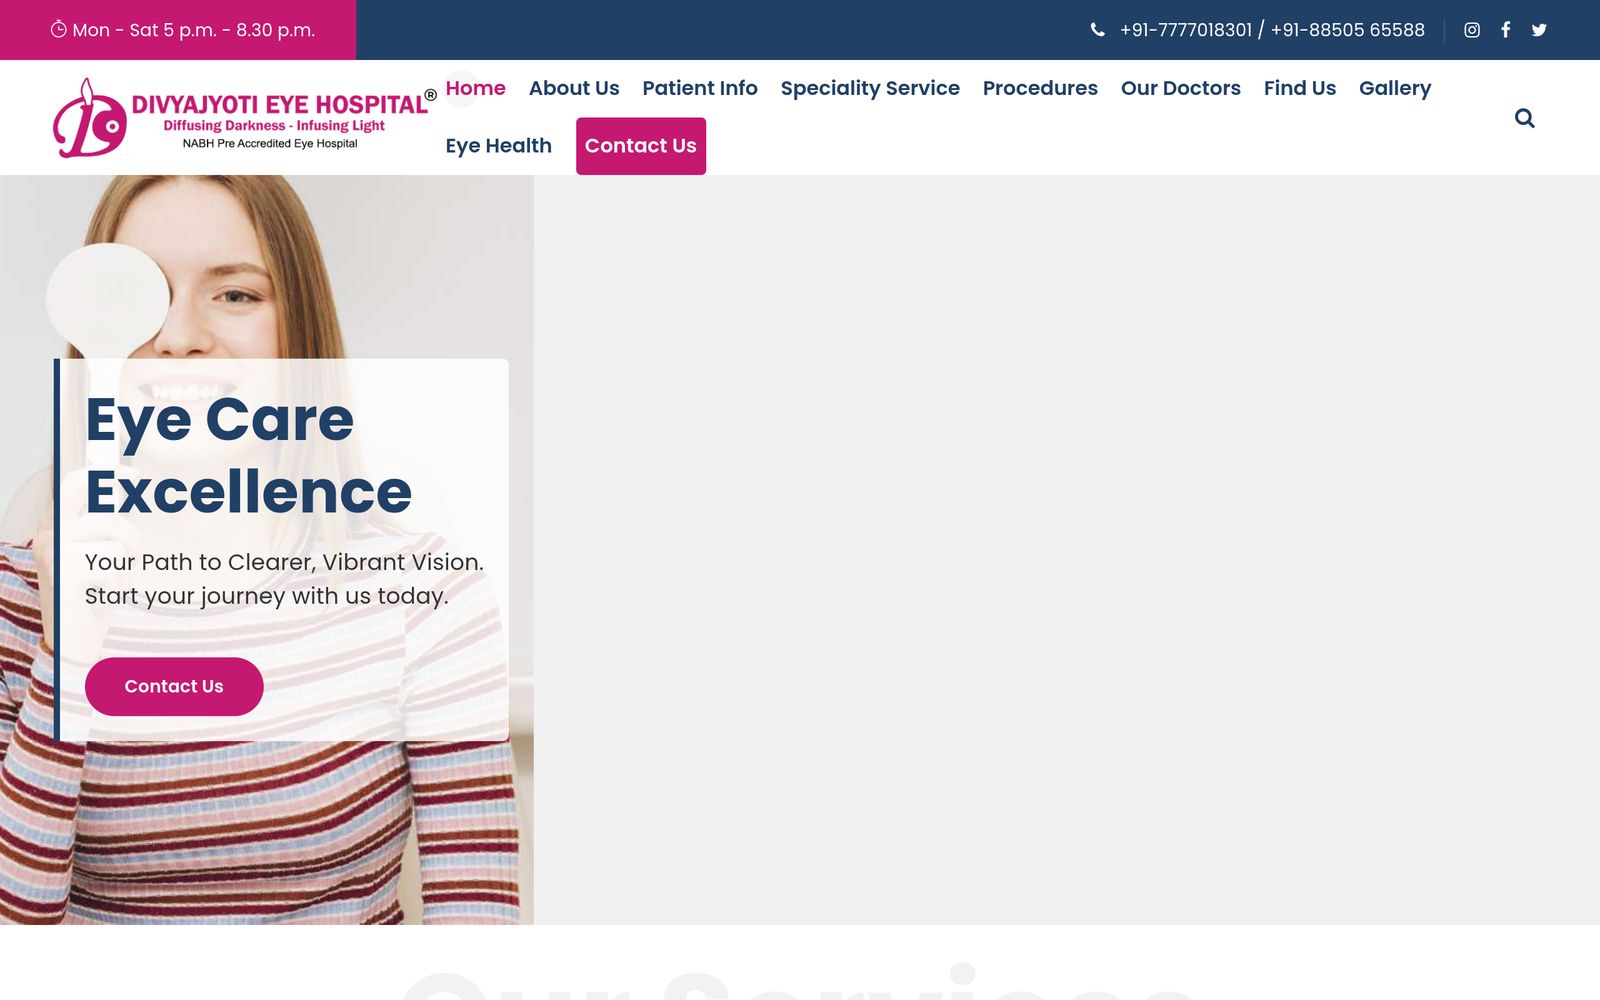 Mon - Sat 5 p.m. - 8.30 p.m.
+91-7777018301 / +91-88505 65588
DIVYAJYOTI EYE HOSPITAL®
Diffusing Darkness - Infusing Light
NABH Pre Accredited Eye Hospital
Home About Us Patient Info Speciality Service Procedures Our Doctors Find Us Gallery
Eye Health Contact Us
Eye Care
Excellence
Your Path to Clearer, Vibrant Vision.
Start your journey with us today.
Contact Us
Our Services